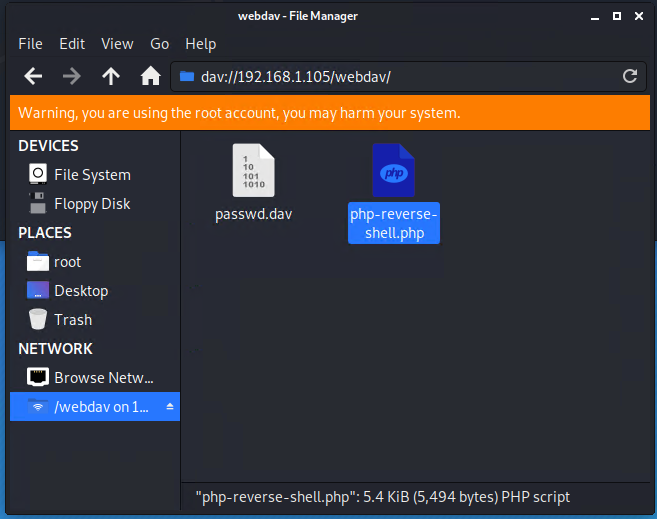 webdav - File Manager
File Edit View Go Help
dav://192.168.1.105/webdav/
Warning, you are using the root account, you may harm your system.
DEVICES
File System
Floppy Disk
PLACES
root
Desktop
Trash
NETWORK
Browse Netw...
/webdav on 1...
1
10
101
1010
passwd.dav
php
php-reverse-
shell.php
"php-reverse-shell.php": 5.4 KiB (5,494 bytes) PHP script